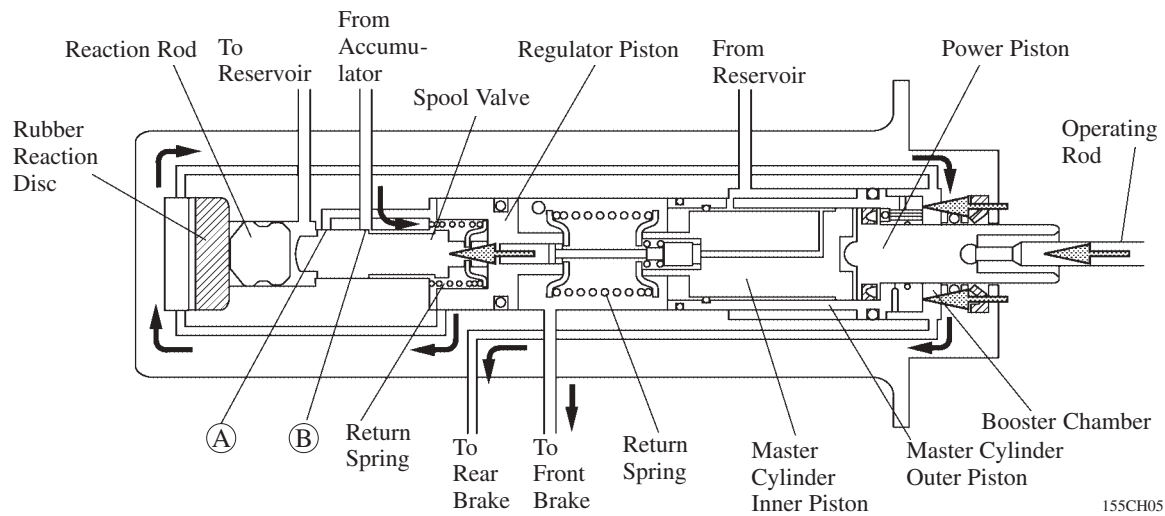 Reaction Rod
To
Reservoir
From
Accumu-
lator
Regulator Piston
From
Reservoir
Power Piston
Spool Valve
Rubber
Reaction
Disc
Operating
Rod
A
B
Return
Spring
To
Rear
Brake
To
Front
Brake
Return
Spring
Master
Cylinder
Inner Piston
Booster Chamber
Master Cylinder
Outer Piston
155CH05